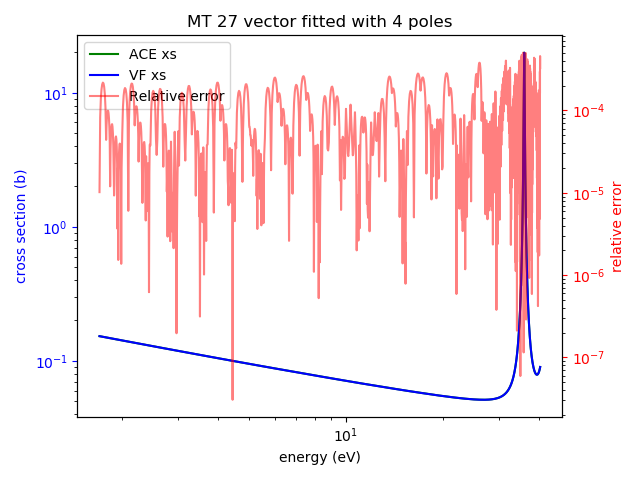 MT 27 vector fitted with 4 poles
ACE xs
VF xs
Relative error
cross section (b)
10¹
10⁰
10⁻¹
10⁻⁴
10⁻⁵
10⁻⁶
10⁻⁷
relative error
10¹
energy (eV)